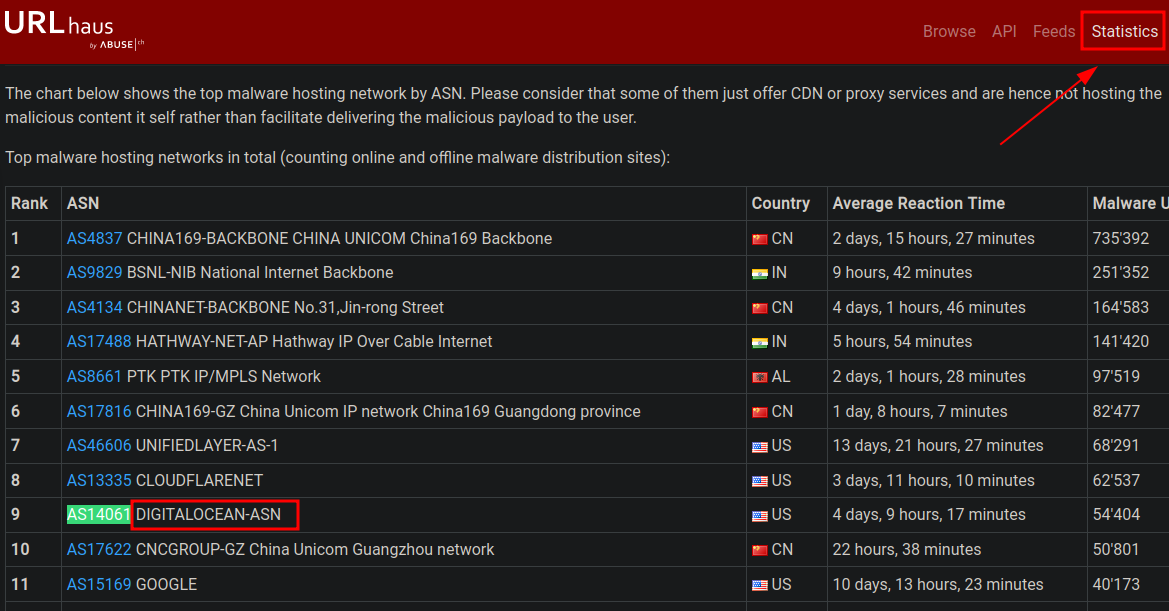 URLhaus
by ABUSE|ch
Browse API Feeds Statistics
The chart below shows the top malware hosting network by ASN. Please consider that some of them just offer CDN or proxy services and are hence not hosting the
malicious content it self rather than facilitate delivering the malicious payload to the user.
Top malware hosting networks in total (counting online and offline malware distribution sites):
Rank ASN Country Average Reaction Time Malware U
1 AS4837 CHINA169-BACKBONE CHINA UNICOM China169 Backbone CN 2 days, 15 hours, 27 minutes 735'392
2 AS9829 BSNL-NIB National Internet Backbone IN 9 hours, 42 minutes 251'352
3 AS4134 CHINANET-BACKBONE No.31,Jin-rong Street CN 4 days, 1 hours, 46 minutes 164'583
4 AS17488 HATHWAY-NET-AP Hathway IP Over Cable Internet IN 5 hours, 54 minutes 141'420
5 AS8661 PTK PTK IP/MPLS Network AL 2 days, 1 hours, 28 minutes 97'519
6 AS17816 CHINA169-GZ China Unicom IP network China169 Guangdong province CN 1 day, 8 hours, 7 minutes 82'477
7 AS46606 UNIFIEDLAYER-AS-1 US 13 days, 21 hours, 27 minutes 68'291
8 AS13335 CLOUDFLARENET US 3 days, 11 hours, 10 minutes 62'537
9 AS14061 DIGITALOCEAN-ASN US 4 days, 9 hours, 17 minutes 54'404
10 AS17622 CNCGROUP-GZ China Unicom Guangzhou network CN 22 hours, 38 minutes 50'801
11 AS15169 GOOGLE US 10 days, 13 hours, 23 minutes 40'173